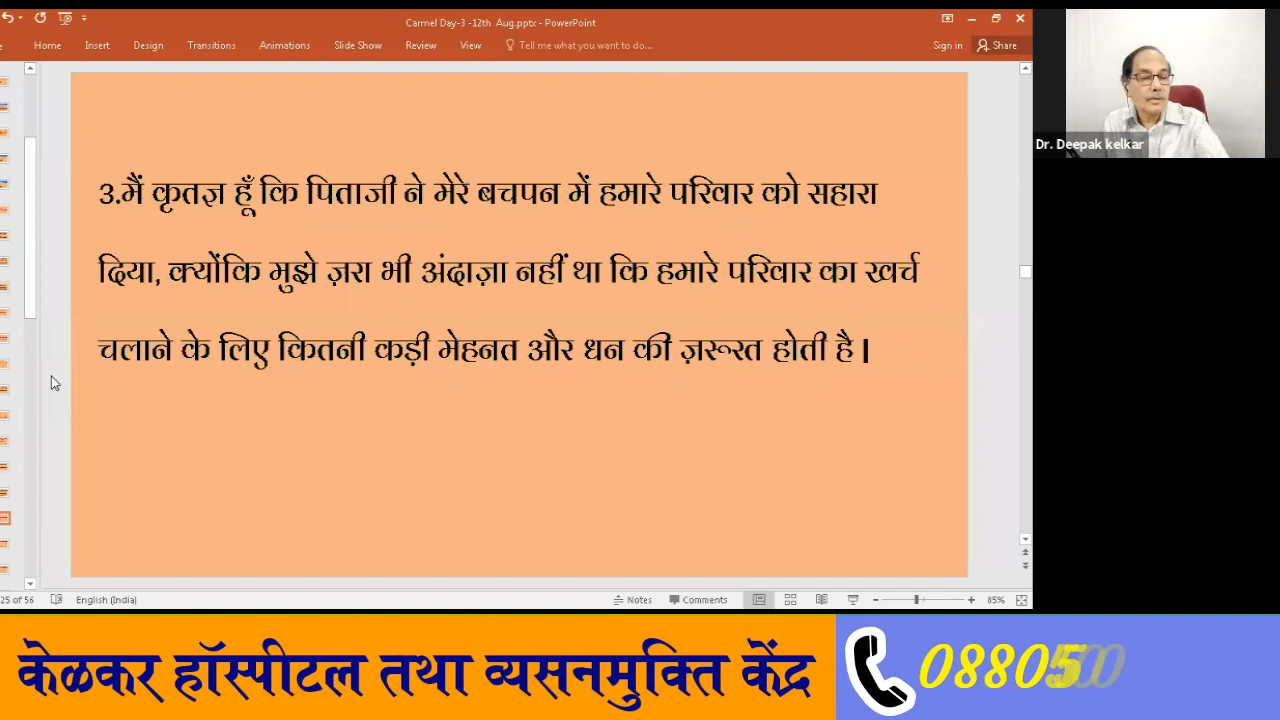 Carmel Day-3 -12th Aug.pptx - PowerPoint
Home Insert Design Transitions Animations Slide Show Review View Tell me what you want to do... Sign in Share
3.मैं कृतज्ञ हूँ कि पिताजी ने मेरे बचपन में हमारे परिवार को सहारा
दिया, क्योंकि मुझे ज़रा भी अंदाज़ा नहीं था कि हमारे परिवार का खर्च
चलाने के लिए कितनी कड़ी मेहनत और धन की ज़रूरत होती है |
Dr. Deepak kelkar
25 of 56 English (India) Notes Comments 85%
केळकर हॉस्पीटल तथा व्यसनमुक्ति केंद्र
08805